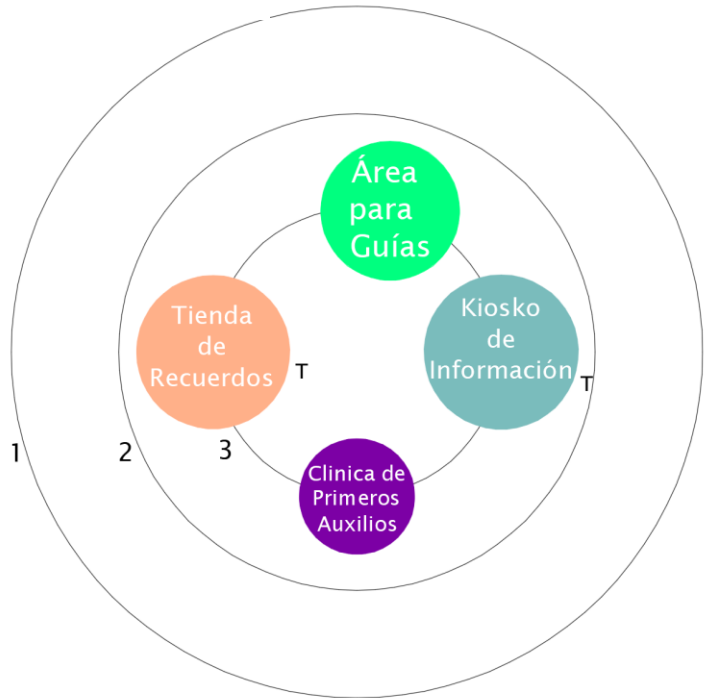 Área
para
Guías
Tienda
de
Recuerdos
T
Kiosko
de
Información
T
1
2
3
Clinica de
Primeros
Auxilios